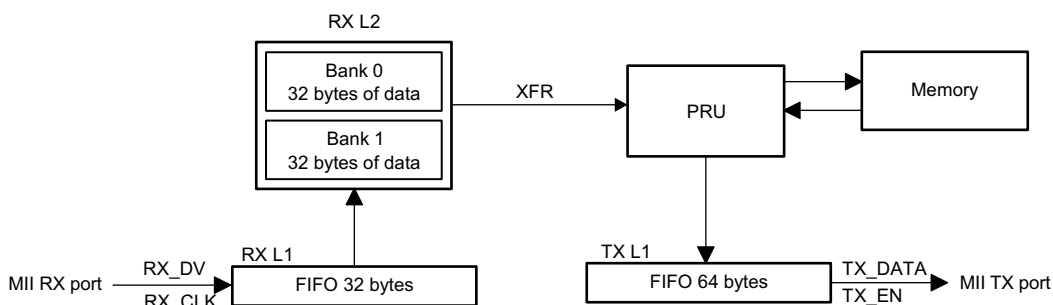 RX L2
Bank 0
32 bytes of data
Bank 1
32 bytes of data
XFR
PRU
Memory
RX L1
TX L1
MII RX port
RX_DV
RX_CLK
FIFO 32 bytes
FIFO 64 bytes
TX_DATA
TX_EN
MII TX port